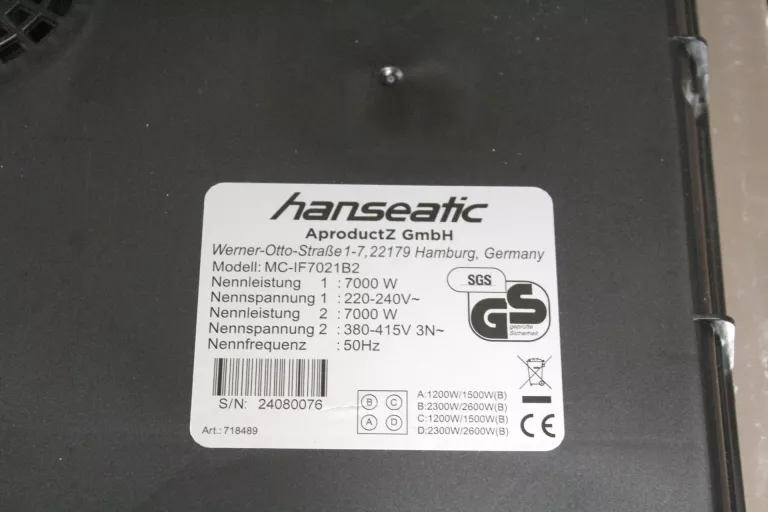 hanseatic
AproductZ GmbH
Werner-Otto-Straße 1-7, 22179 Hamburg, Germany
Modell: MC-IF7021B2
Nennleistung 1 : 7000 W
Nennspannung 1 : 220-240V~
Nennleistung 2 : 7000 W
Nennspannung 2 : 380-415V 3N~
Nennfrequenz : 50Hz
SGS
GS
geprüfte
Sicherheit
S/N: 24080076
Art.: 718489
B C
A D
A:1200W/1500W(B)
B:2300W/2600W(B)
C:1200W/1500W(B)
D:2300W/2600W(B)
CE